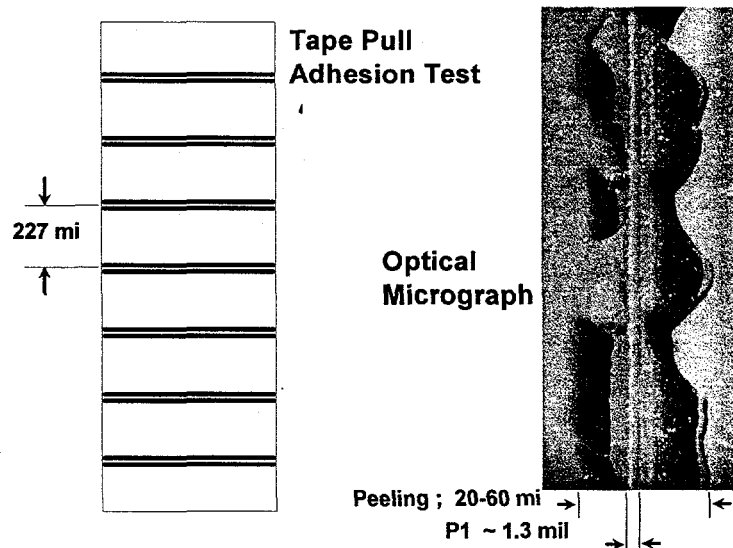 Tape Pull
Adhesion Test
227 mi
Optical
Micrograph
Peeling ; 20-60 mi
P1 ~ 1.3 mil